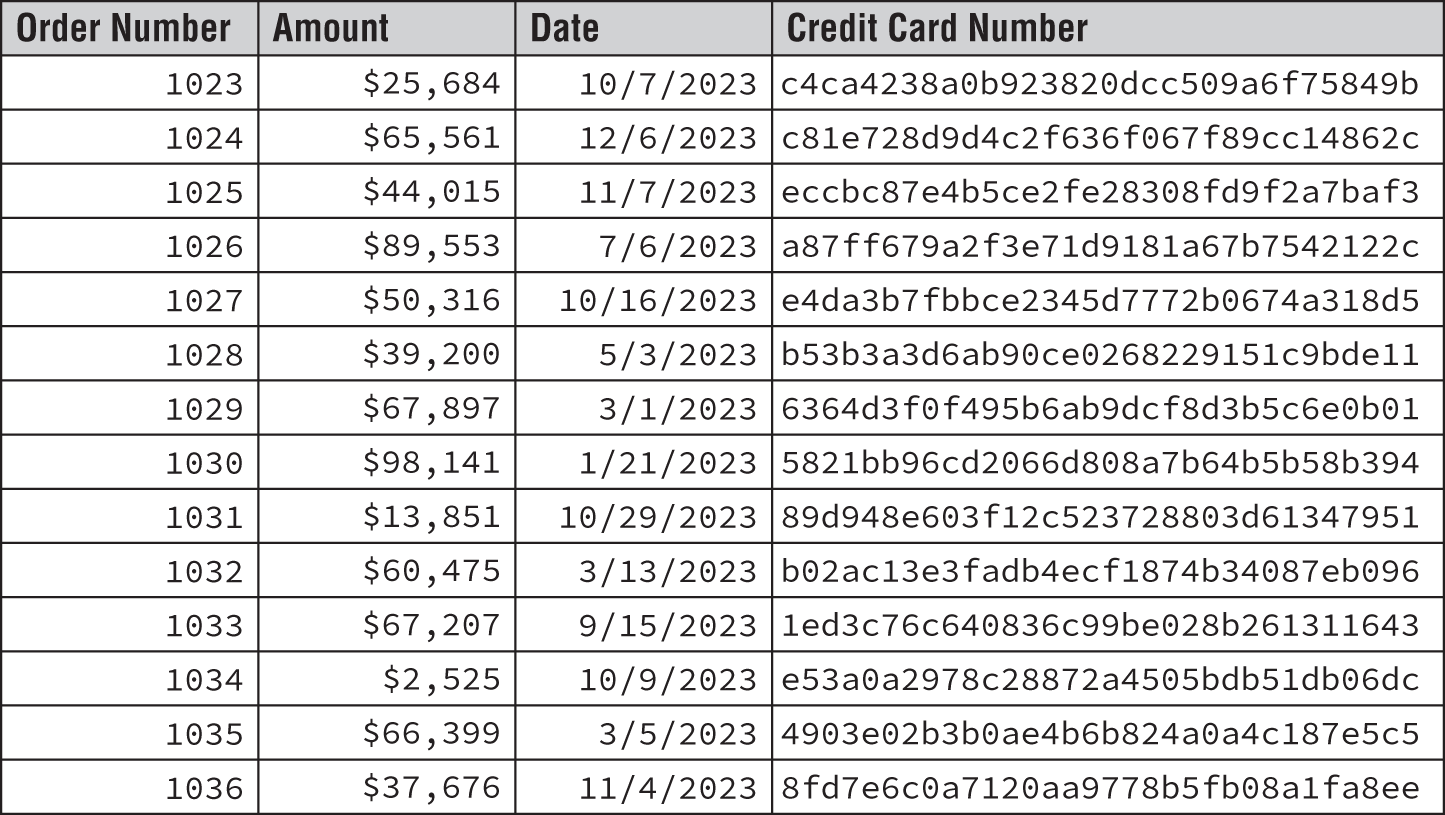 Order Number Amount Date Credit Card Number
1023 $25,684 10/7/2023 c4ca4238a0b923820dcc509a6f75849b
1024 $65,561 12/6/2023 c81e728d9d4c2f636f067f89cc14862c
1025 $44,015 11/7/2023 eccbc87e4b5ce2fe28308fd9f2a7baf3
1026 $89,553 7/6/2023 a87ff679a2f3e71d9181a67b7542122c
1027 $50,316 10/16/2023 e4da3b7fbbce2345d7772b0674a318d5
1028 $39,200 5/3/2023 b53b3a3d6ab90ce0268229151c9bde11
1029 $67,897 3/1/2023 6364d3f0f495b6ab9dcf8d3b5c6e0b01
1030 $98,141 1/21/2023 5821bb96cd2066d808a7b64b5b58b394
1031 $13,851 10/29/2023 89d948e603f12c523728803d61347951
1032 $60,475 3/13/2023 b02ac13e3fadb4ecf1874b34087eb096
1033 $67,207 9/15/2023 1ed3c76c640836c99be028b261311643
1034 $2,525 10/9/2023 e53a0a2978c28872a4505bdb51db06dc
1035 $66,399 3/5/2023 4903e02b3b0ae4b6b824a0a4c187e5c5
1036 $37,676 11/4/2023 8fd7e6c0a7120aa9778b5fb08a1fa8ee